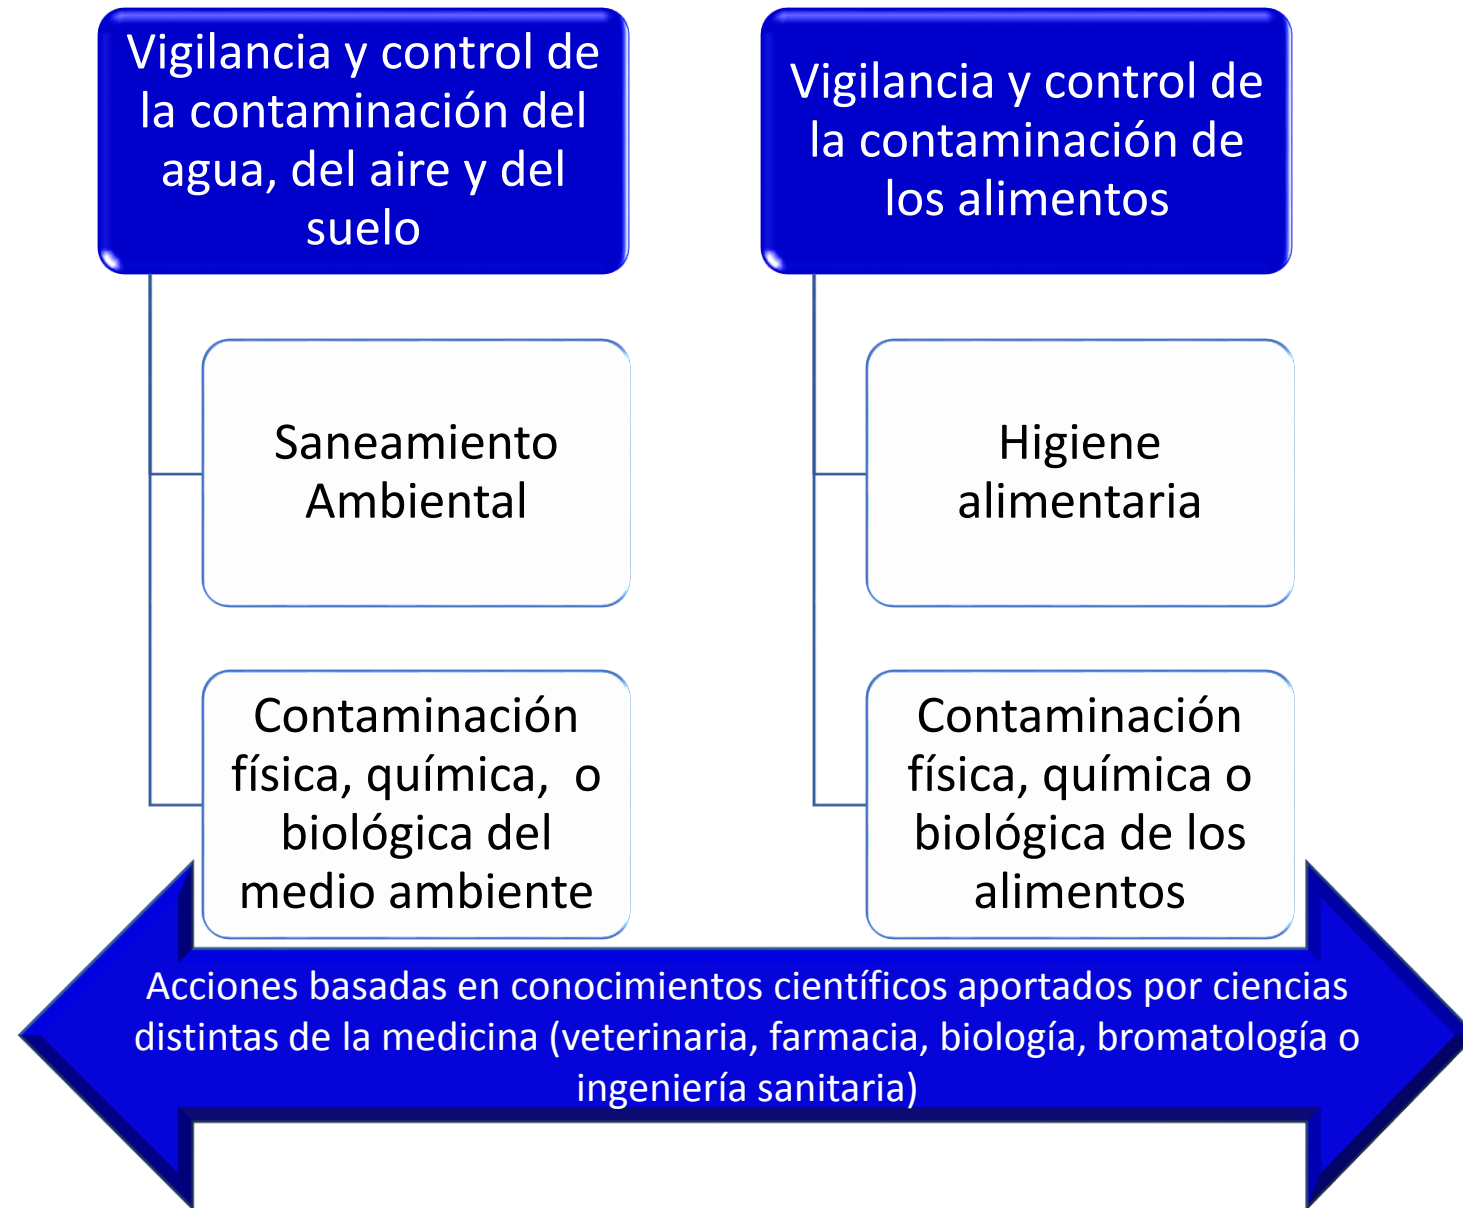 Vigilancia y control de
la contaminación del
agua, del aire y del
suelo
Saneamiento
Ambiental
Contaminación
física, química, o
biológica del
medio ambiente
Vigilancia y control de
la contaminación de
los alimentos
Higiene
alimentaria
Contaminación
física, química o
biológica de los
alimentos
Acciones basadas en conocimientos científicos aportados por ciencias
distintas de la medicina (veterinaria, farmacia, biología, bromatología o
ingeniería sanitaria)